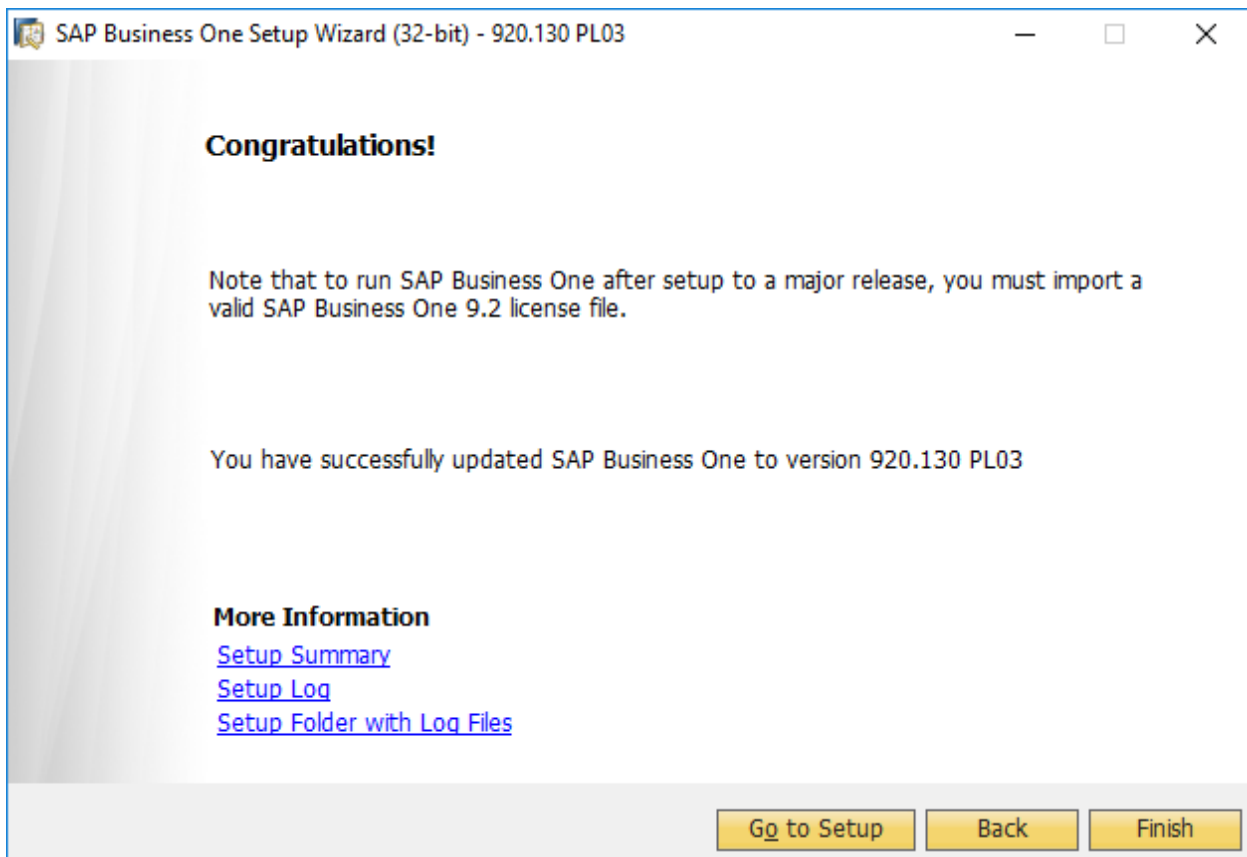 SAP Business One Setup Wizard (32-bit) - 920.130 PL03
Congratulations!
Note that to run SAP Business One after setup to a major release, you must import a
valid SAP Business One 9.2 license file.
You have successfully updated SAP Business One to version 920.130 PL03
More Information
Setup Summary
Setup Log
Setup Folder with Log Files
Go to Setup Back Finish